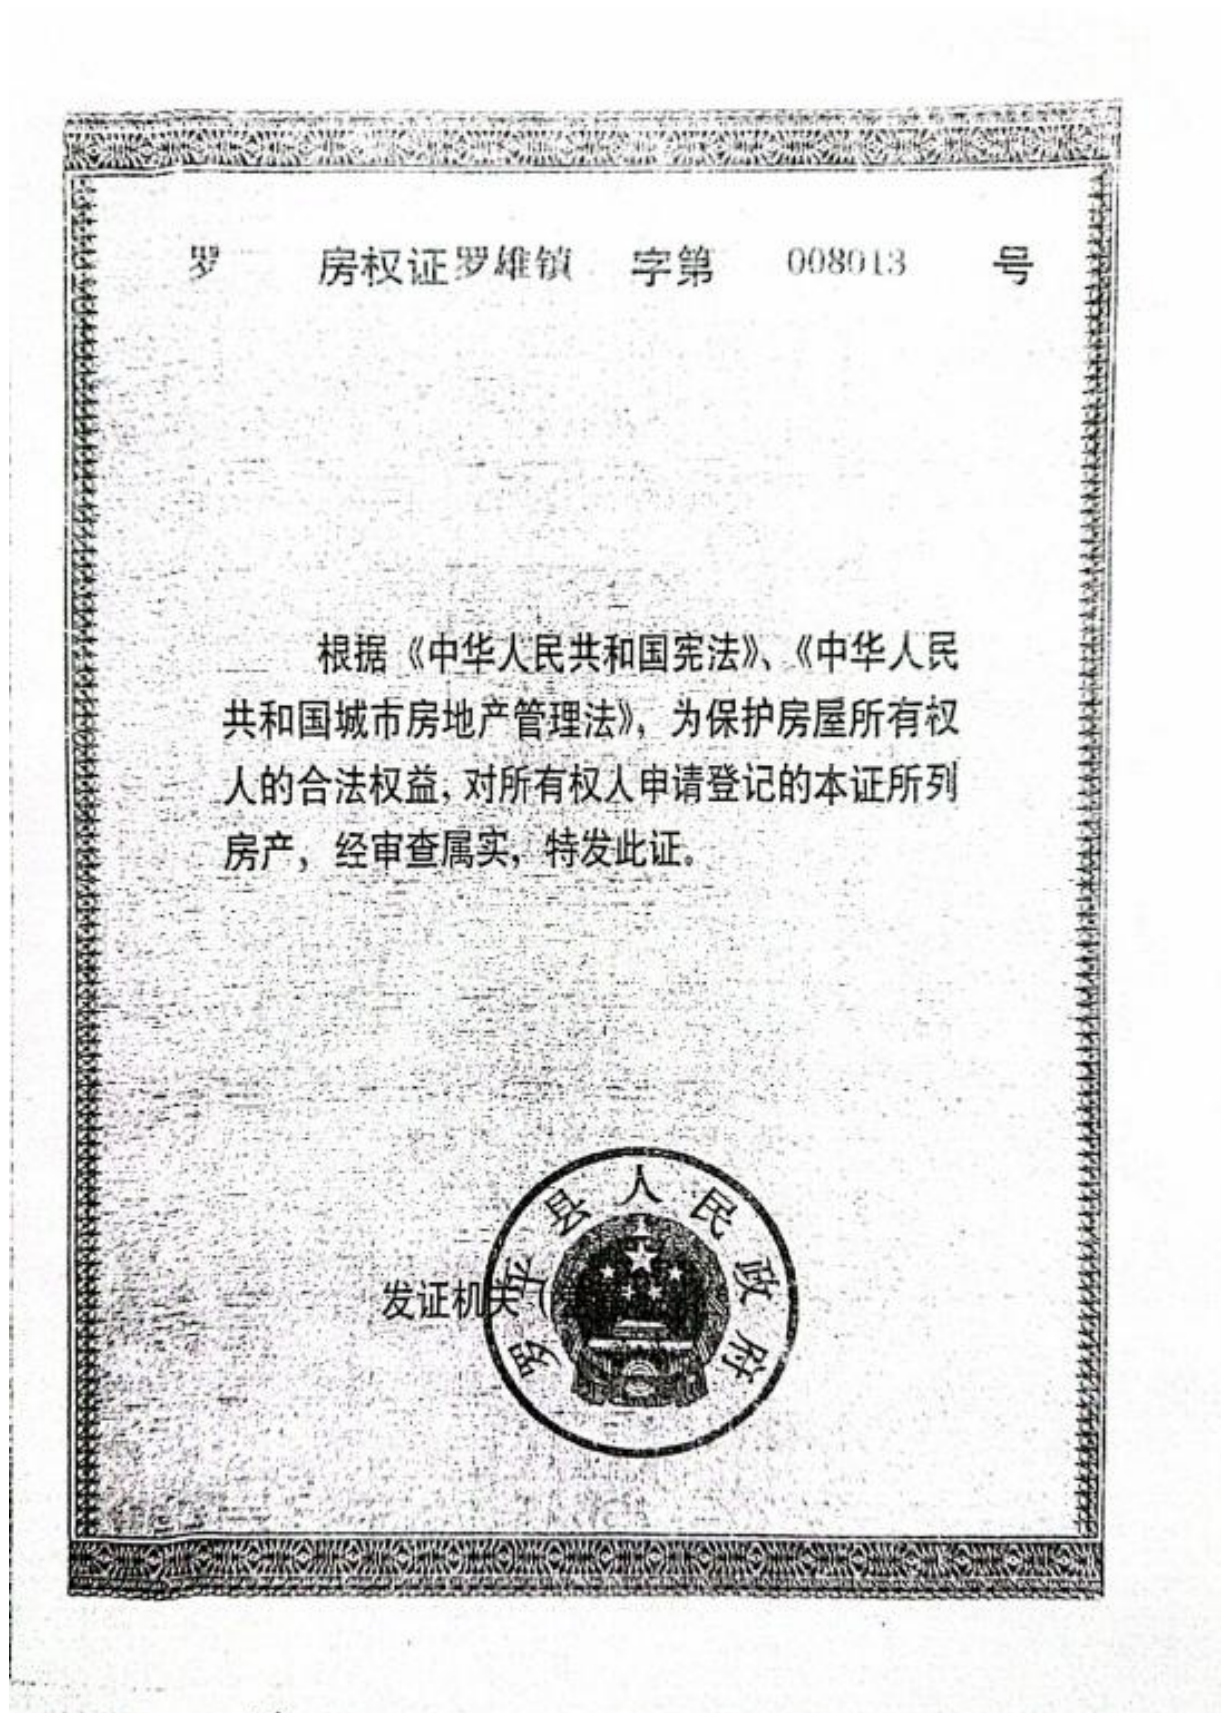 罗 房权证罗雄镇 字第 008013 号
根据《中华人民共和国宪法》、《中华人民
共和国城市房地产管理法》，为保护房屋所有权
人的合法权益，对所有权人申请登记的本证所列
房产，经审查属实，特发此证。
发证机关（
罗平县人民政府